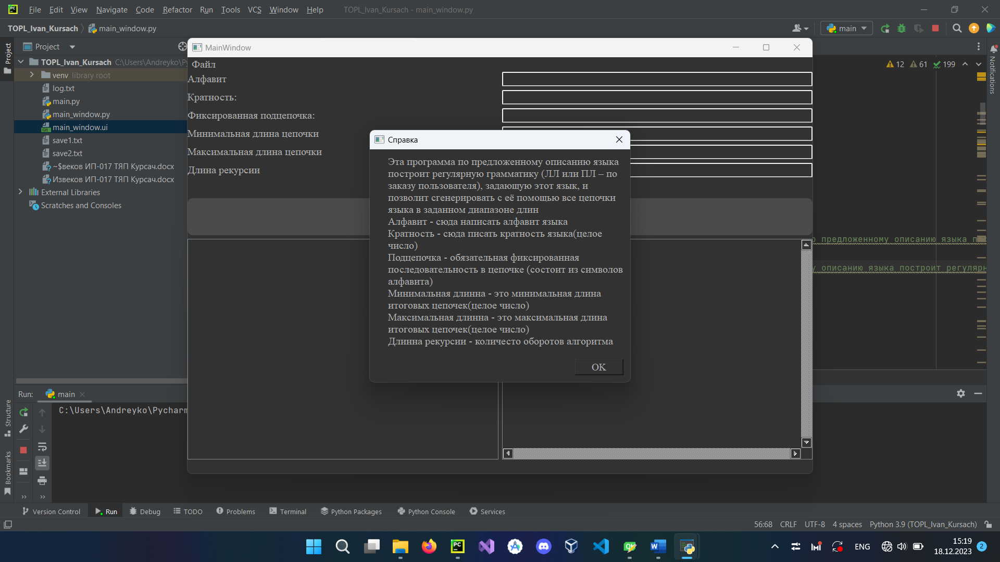 File Edit View Navigate Code Refactor Run Tools VCS Window Help TOPL_Ivan_Kursach - main_window.py
TOPL_Ivan_Kursach main_window.py
main
Project
Project
MainWindow
Файл
TOPL_Ivan_Kursach C:\Users\Andreyko\Py
venv library root
log.txt
main.py
main_window.py
main_window.ui
save1.txt
save2.txt
~$веков ИП-017 ТЯП Курсач.docx
Извеков ИП-017 ТЯП Курсач.docx
External Libraries
Scratches and Consoles
12 61 199
Notifications
Алфавит
Кратность:
Фиксированная подцепочка:
Минимальная длина цепочки
Максимальная длина цепочки
Длина рекурсии
Справка
Эта программа по предложенному описанию языка
построит регулярную грамматику (ЛЛ или ПЛ – по
заказу пользователя), задающую этот язык, и
позволит сгенерировать с её помощью все цепочки
языка в заданном диапазоне длин
Алфавит - сюда написать алфавит языка
Кратность - сюда писать кратность языка(целое
число)
Подцепочка - обязательная фиксированная
последовательность в цепочке (состоит из символов
алфавита)
Минимальная длинна - это минимальная длина
итоговых цепочек(целое число)
Максимальная длинна - это максимальная длина
итоговых цепочек(целое число)
Длинна рекурсии - количесто оборотов алгоритма
OK
о предложенному описанию языка п
у описанию языка построит регулярн
Run: main
C:\Users\Andreyko\Pycharm
Structure
Bookmarks
Version Control Run Debug TODO Problems Terminal Python Packages Python Console Services
56:68 CRLF UTF-8 4 spaces Python 3.9 (TOPL_Ivan_Kursach)
ENG
15:19
18.12.2023
2